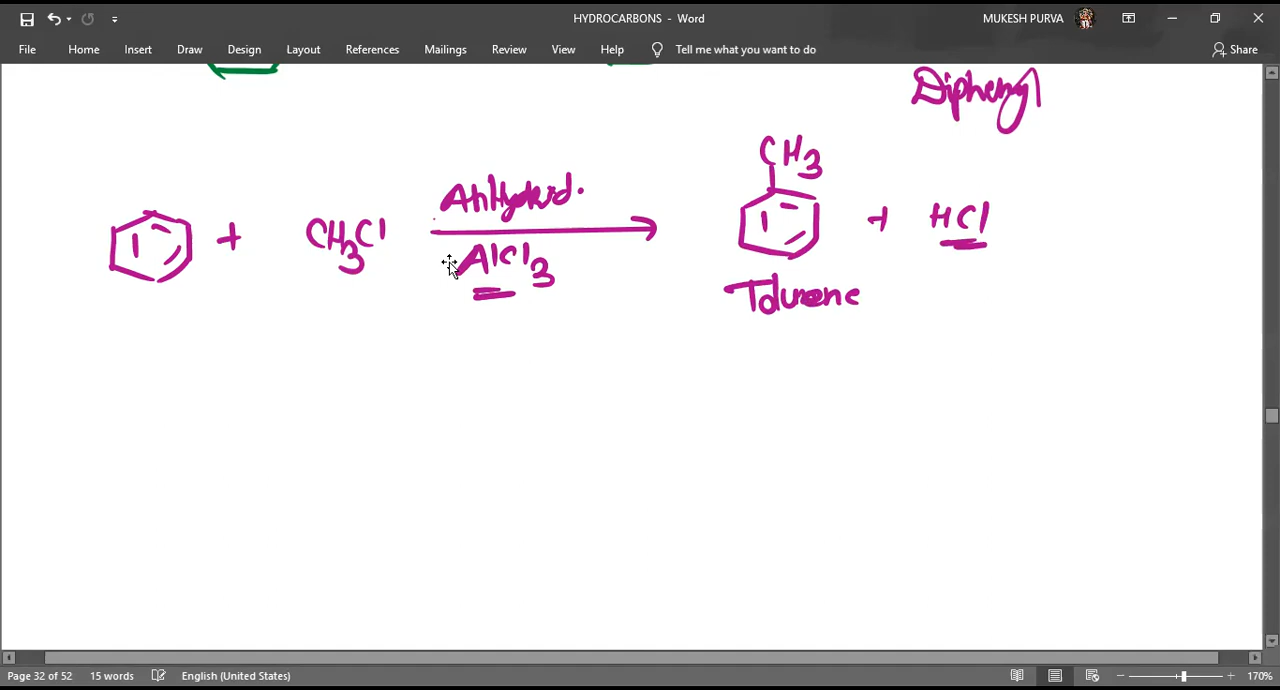 HYDROCARBONS - Word
MUKESH PURVA
File Home Insert Draw Design Layout References Mailings Review View Help Tell me what you want to do Share
Diphenyl
CH3
AnHydrid.
+ CH3Cl + HCl
AlCl3
Toluene
Page 32 of 52 15 words English (United States) 170%